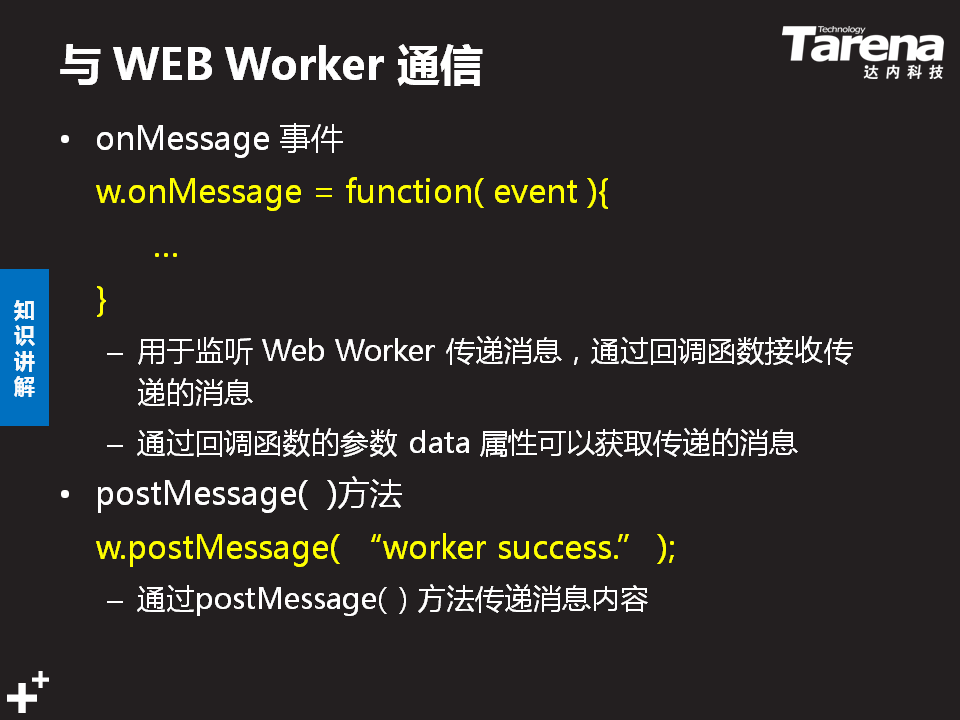 与 WEB Worker 通信
Technology
Tarena
达内科技
• onMessage 事件
w.onMessage = function( event ){
...
}
– 用于监听 Web Worker 传递消息，通过回调函数接收传
递的消息
– 通过回调函数的参数 data 属性可以获取传递的消息
• postMessage( )方法
w.postMessage( “worker success.” );
– 通过postMessage( ) 方法传递消息内容
知识讲解